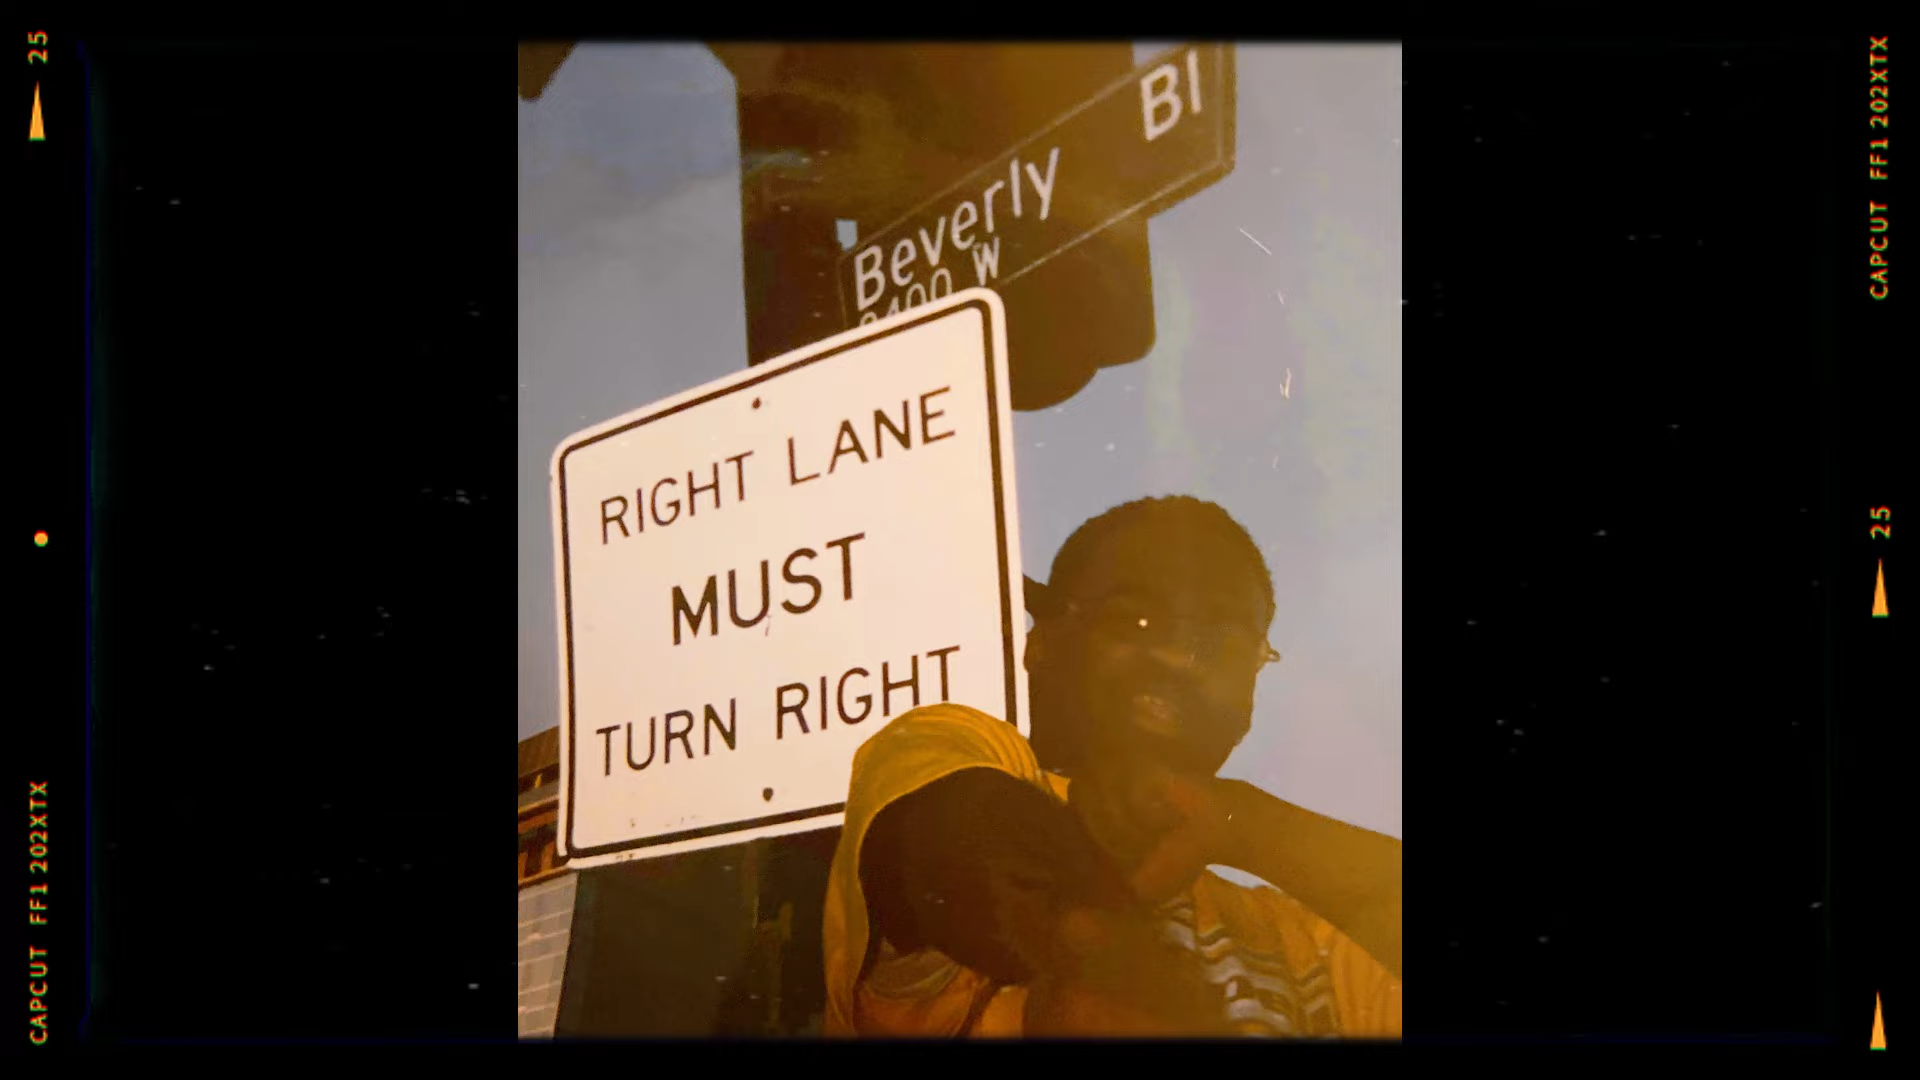 25
CAPCUT FF1 202XTX
Beverly Bl
W
RIGHT LANE
MUST
TURN RIGHT
CAPCUT FF1 202XTX
25